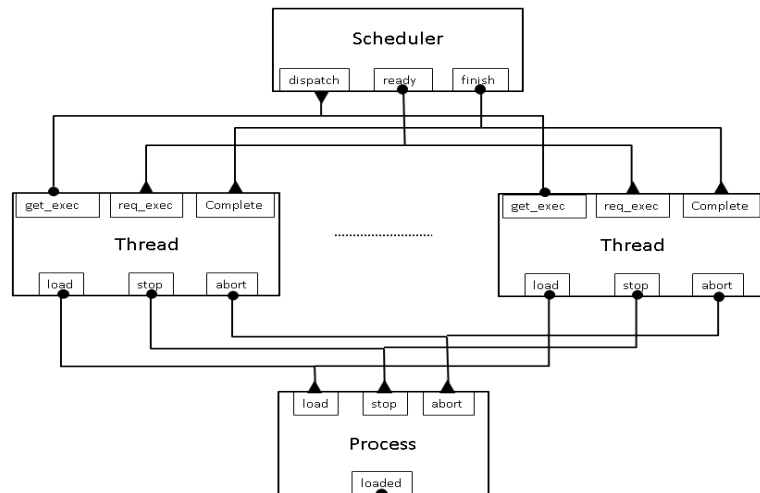 Scheduler
dispatch ready finish
get_exec req_exec Complete get_exec req_exec Complete
Thread Thread
load stop abort load stop abort
load stop abort
Process
loaded